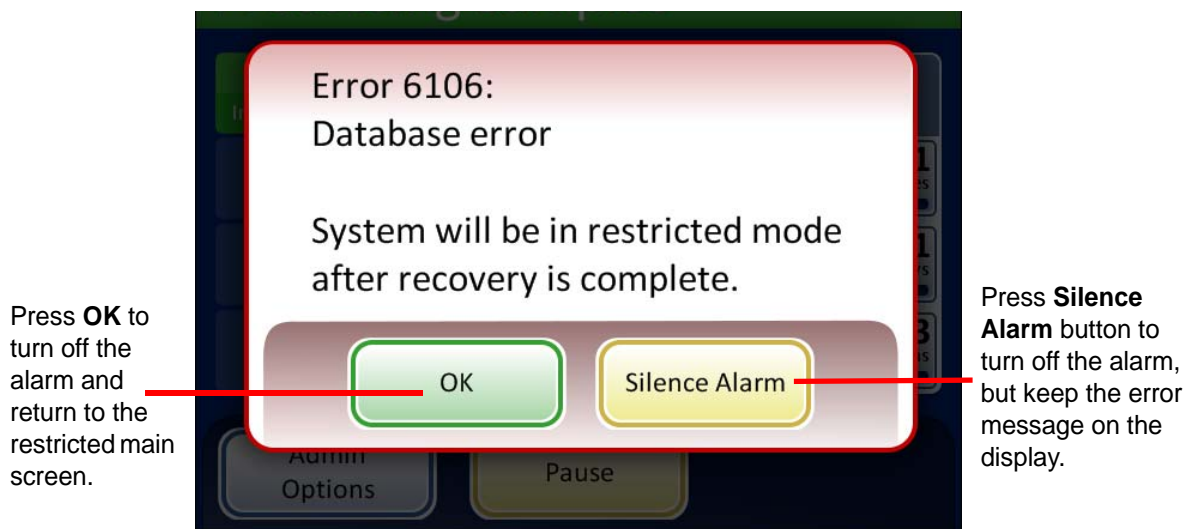 Error 6106:
Database error
System will be in restricted mode
after recovery is complete.
OK
Silence Alarm
Admin
Options
Pause
Press OK to
turn off the
alarm and
return to the
restricted main
screen.
Press Silence
Alarm button to
turn off the alarm,
but keep the error
message on the
display.